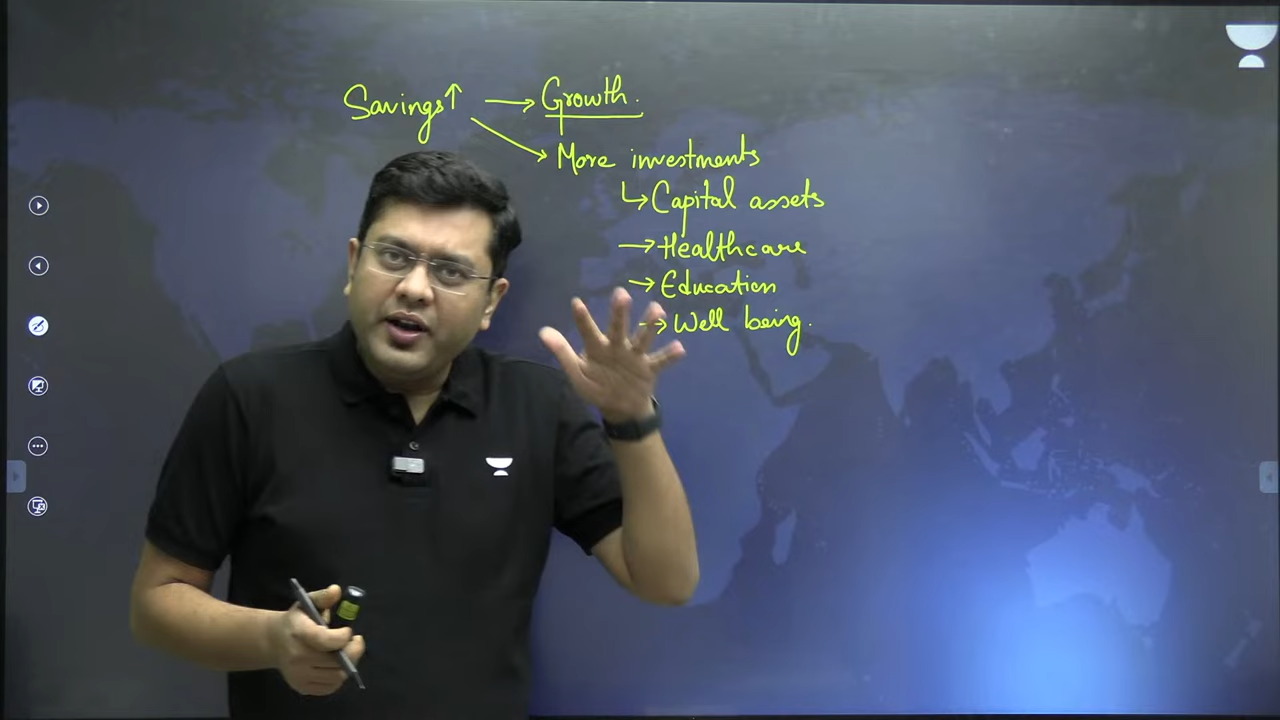 Savings↑ → Growth.
→ More investments
↳ Capital assets
→ Healthcare
→ Education
→ Well being.